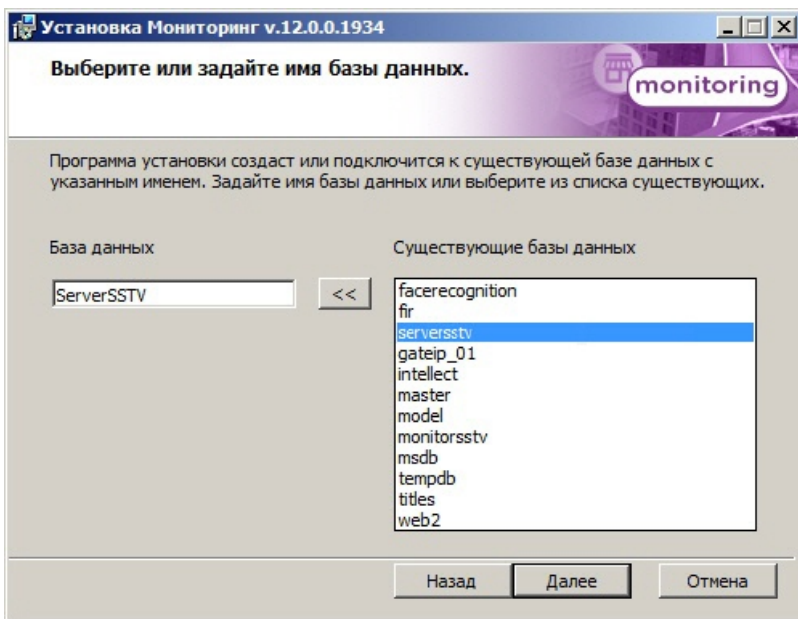 Установка Мониторинг v.12.0.0.1934
Выберите или задайте имя базы данных.
monitoring
Программа установки создаст или подключится к существующей базе данных с
указанным именем. Задайте имя базы данных или выберите из списка существующих.
База данных
Существующие базы данных
ServerSSTV
<<
facerecognition
fir
serversstv
gateip_01
intellect
master
model
monitorsstv
msdb
tempdb
titles
web2
Назад
Далее
Отмена